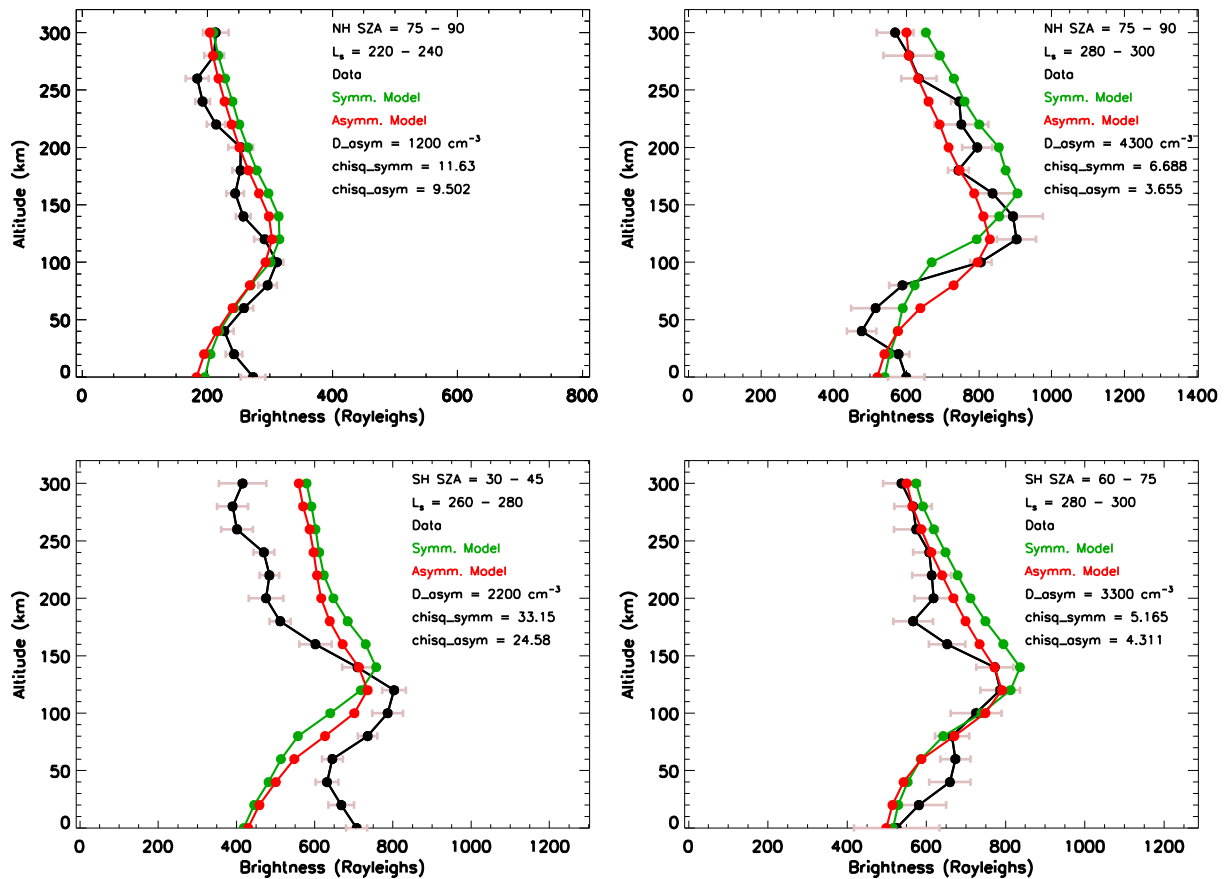 NH SZA = 75 - 90
Lₛ = 220 - 240
Data
Symm. Model
Asymm. Model
D_asym = 1200 cm⁻³
chisq_symm = 11.63
chisq_asym = 9.502
Altitude (km)
300
250
200
150
100
50
0
0 200 400 600 800
Brightness (Rayleighs)
NH SZA = 75 - 90
Lₛ = 280 - 300
Data
Symm. Model
Asymm. Model
D_asym = 4300 cm⁻³
chisq_symm = 6.688
chisq_asym = 3.655
Altitude (km)
300
250
200
150
100
50
0
0 200 400 600 800 1000 1200 1400
Brightness (Rayleighs)
SH SZA = 30 - 45
Lₛ = 260 - 280
Data
Symm. Model
Asymm. Model
D_asym = 2200 cm⁻³
chisq_symm = 33.15
chisq_asym = 24.58
Altitude (km)
300
250
200
150
100
50
0
0 200 400 600 800 1000 1200
Brightness (Rayleighs)
SH SZA = 60 - 75
Lₛ = 280 - 300
Data
Symm. Model
Asymm. Model
D_asym = 3300 cm⁻³
chisq_symm = 5.165
chisq_asym = 4.311
Altitude (km)
300
250
200
150
100
50
0
0 200 400 600 800 1000 1200
Brightness (Rayleighs)